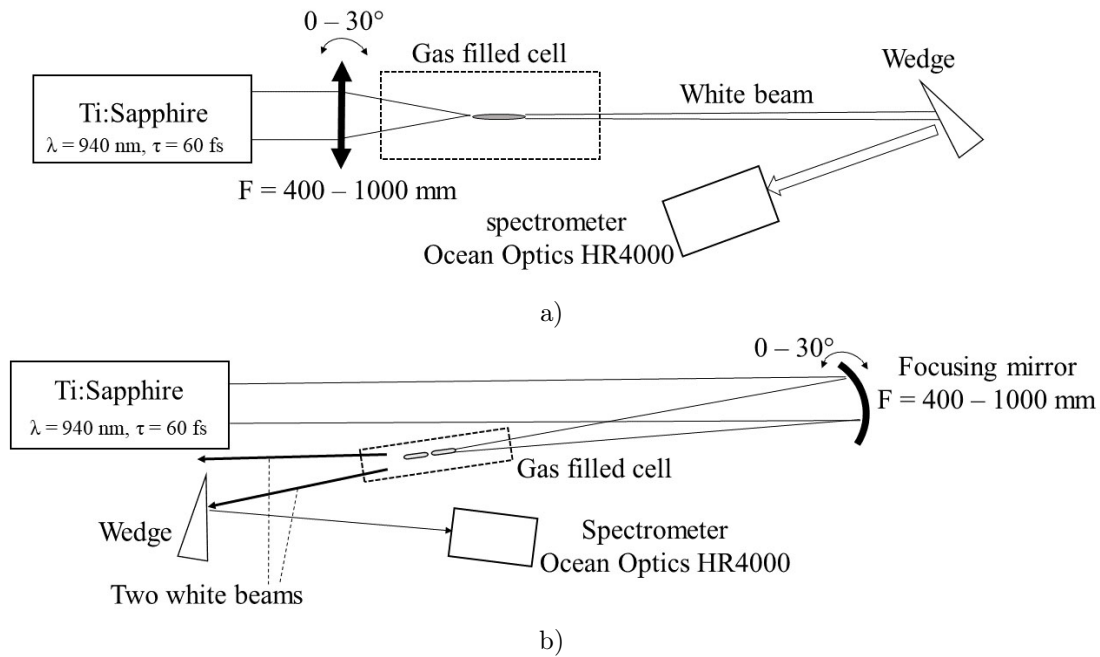 0 – 30°
Gas filled cell
Wedge
Ti:Sapphire
λ = 940 nm, τ = 60 fs
White beam
F = 400 – 1000 mm
spectrometer
Ocean Optics HR4000
a)
0 – 30°
Focusing mirror
F = 400 – 1000 mm
Ti:Sapphire
λ = 940 nm, τ = 60 fs
Gas filled cell
Wedge
Spectrometer
Ocean Optics HR4000
Two white beams
b)